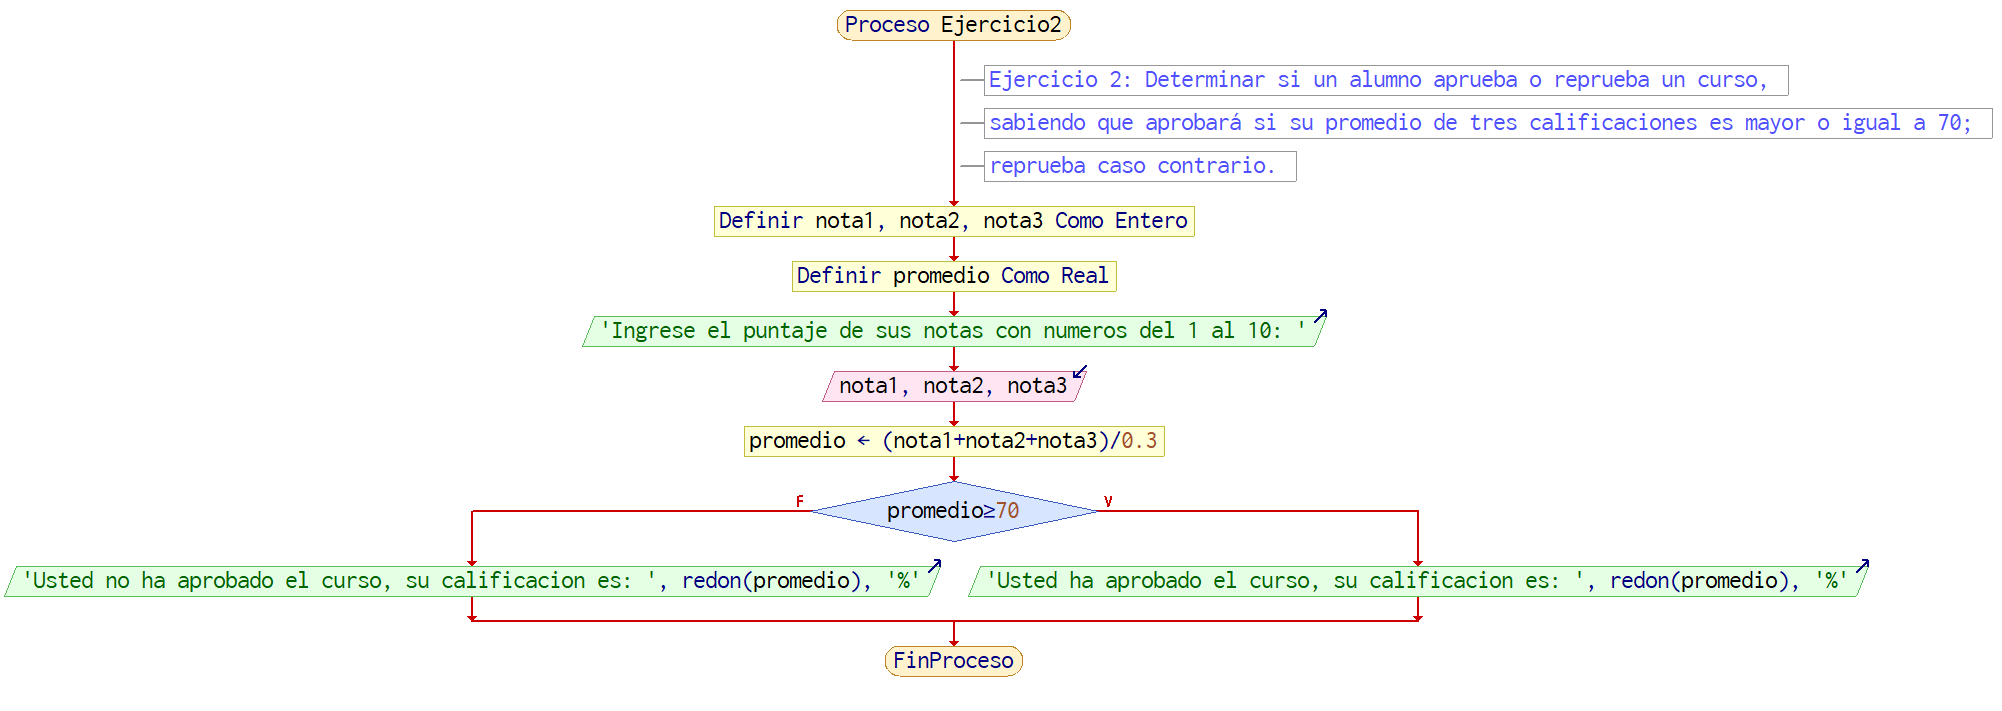 Proceso Ejercicio2
Ejercicio 2: Determinar si un alumno aprueba o reprueba un curso,
sabiendo que aprobará si su promedio de tres calificaciones es mayor o igual a 70;
reprueba caso contrario.
Definir nota1, nota2, nota3 Como Entero
Definir promedio Como Real
'Ingrese el puntaje de sus notas con numeros del 1 al 10: '
nota1, nota2, nota3
promedio ← (nota1+nota2+nota3)/0.3
F
V
promedio≥70
'Usted no ha aprobado el curso, su calificacion es: ', redon(promedio), '%'
'Usted ha aprobado el curso, su calificacion es: ', redon(promedio), '%'
FinProceso